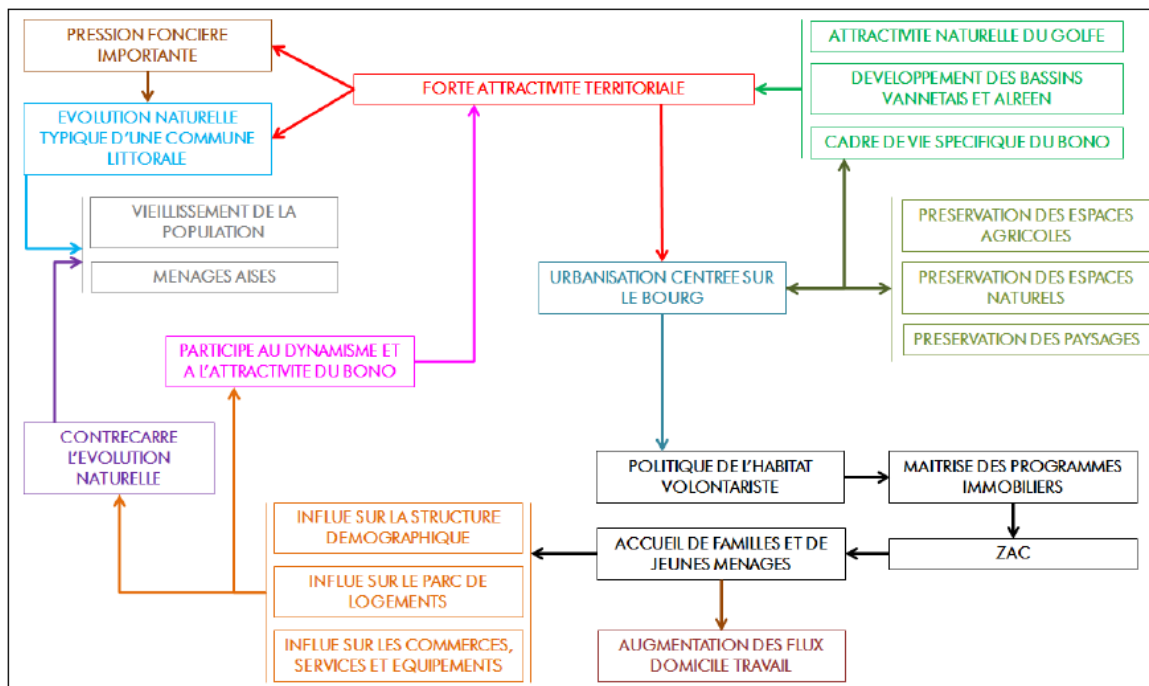 PRESSION FONCIERE
IMPORTANTE
ATTRACTIVITE NATURELLE DU GOLFE
FORTE ATTRACTIVITE TERRITORIALE
DEVELOPPEMENT DES BASSINS
VANNETAIS ET ALREEN
EVOLUTION NATURELLE
TYPIQUE D'UNE COMMUNE
LITTORALE
CADRE DE VIE SPECIFIQUE DU BONO
VIEILLISSEMENT DE LA
POPULATION
MENAGES AISES
PRESERVATION DES ESPACES
AGRICOLES
URBANISATION CENTREE SUR
LE BOURG
PRESERVATION DES ESPACES
NATURELS
PRESERVATION DES PAYSAGES
PARTICIPE AU DYNAMISME ET
A L'ATTRACTIVITE DU BONO
CONTRECARRE
L'EVOLUTION
NATURELLE
POLITIQUE DE L'HABITAT
VOLONTARISTE
MAITRISE DES PROGRAMMES
IMMOBILIERS
INFLUE SUR LA STRUCTURE
DEMOGRAPHIQUE
ACCUEIL DE FAMILLES ET DE
JEUNES MENAGES
ZAC
INFLUE SUR LE PARC DE
LOGEMENTS
INFLUE SUR LES COMMERCES,
SERVICES ET EQUIPEMENTS
AUGMENTATION DES FLUX
DOMICILE TRAVAIL